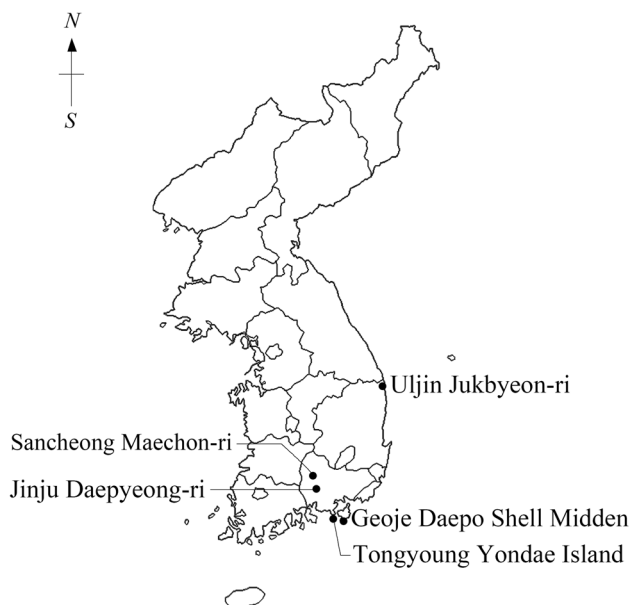 N
S
Uljin Jukbyeon-ri
Sancheong Maechon-ri
Jinju Daepyeong-ri
Geoje Daepo Shell Midden
Tongyoung Yondae Island